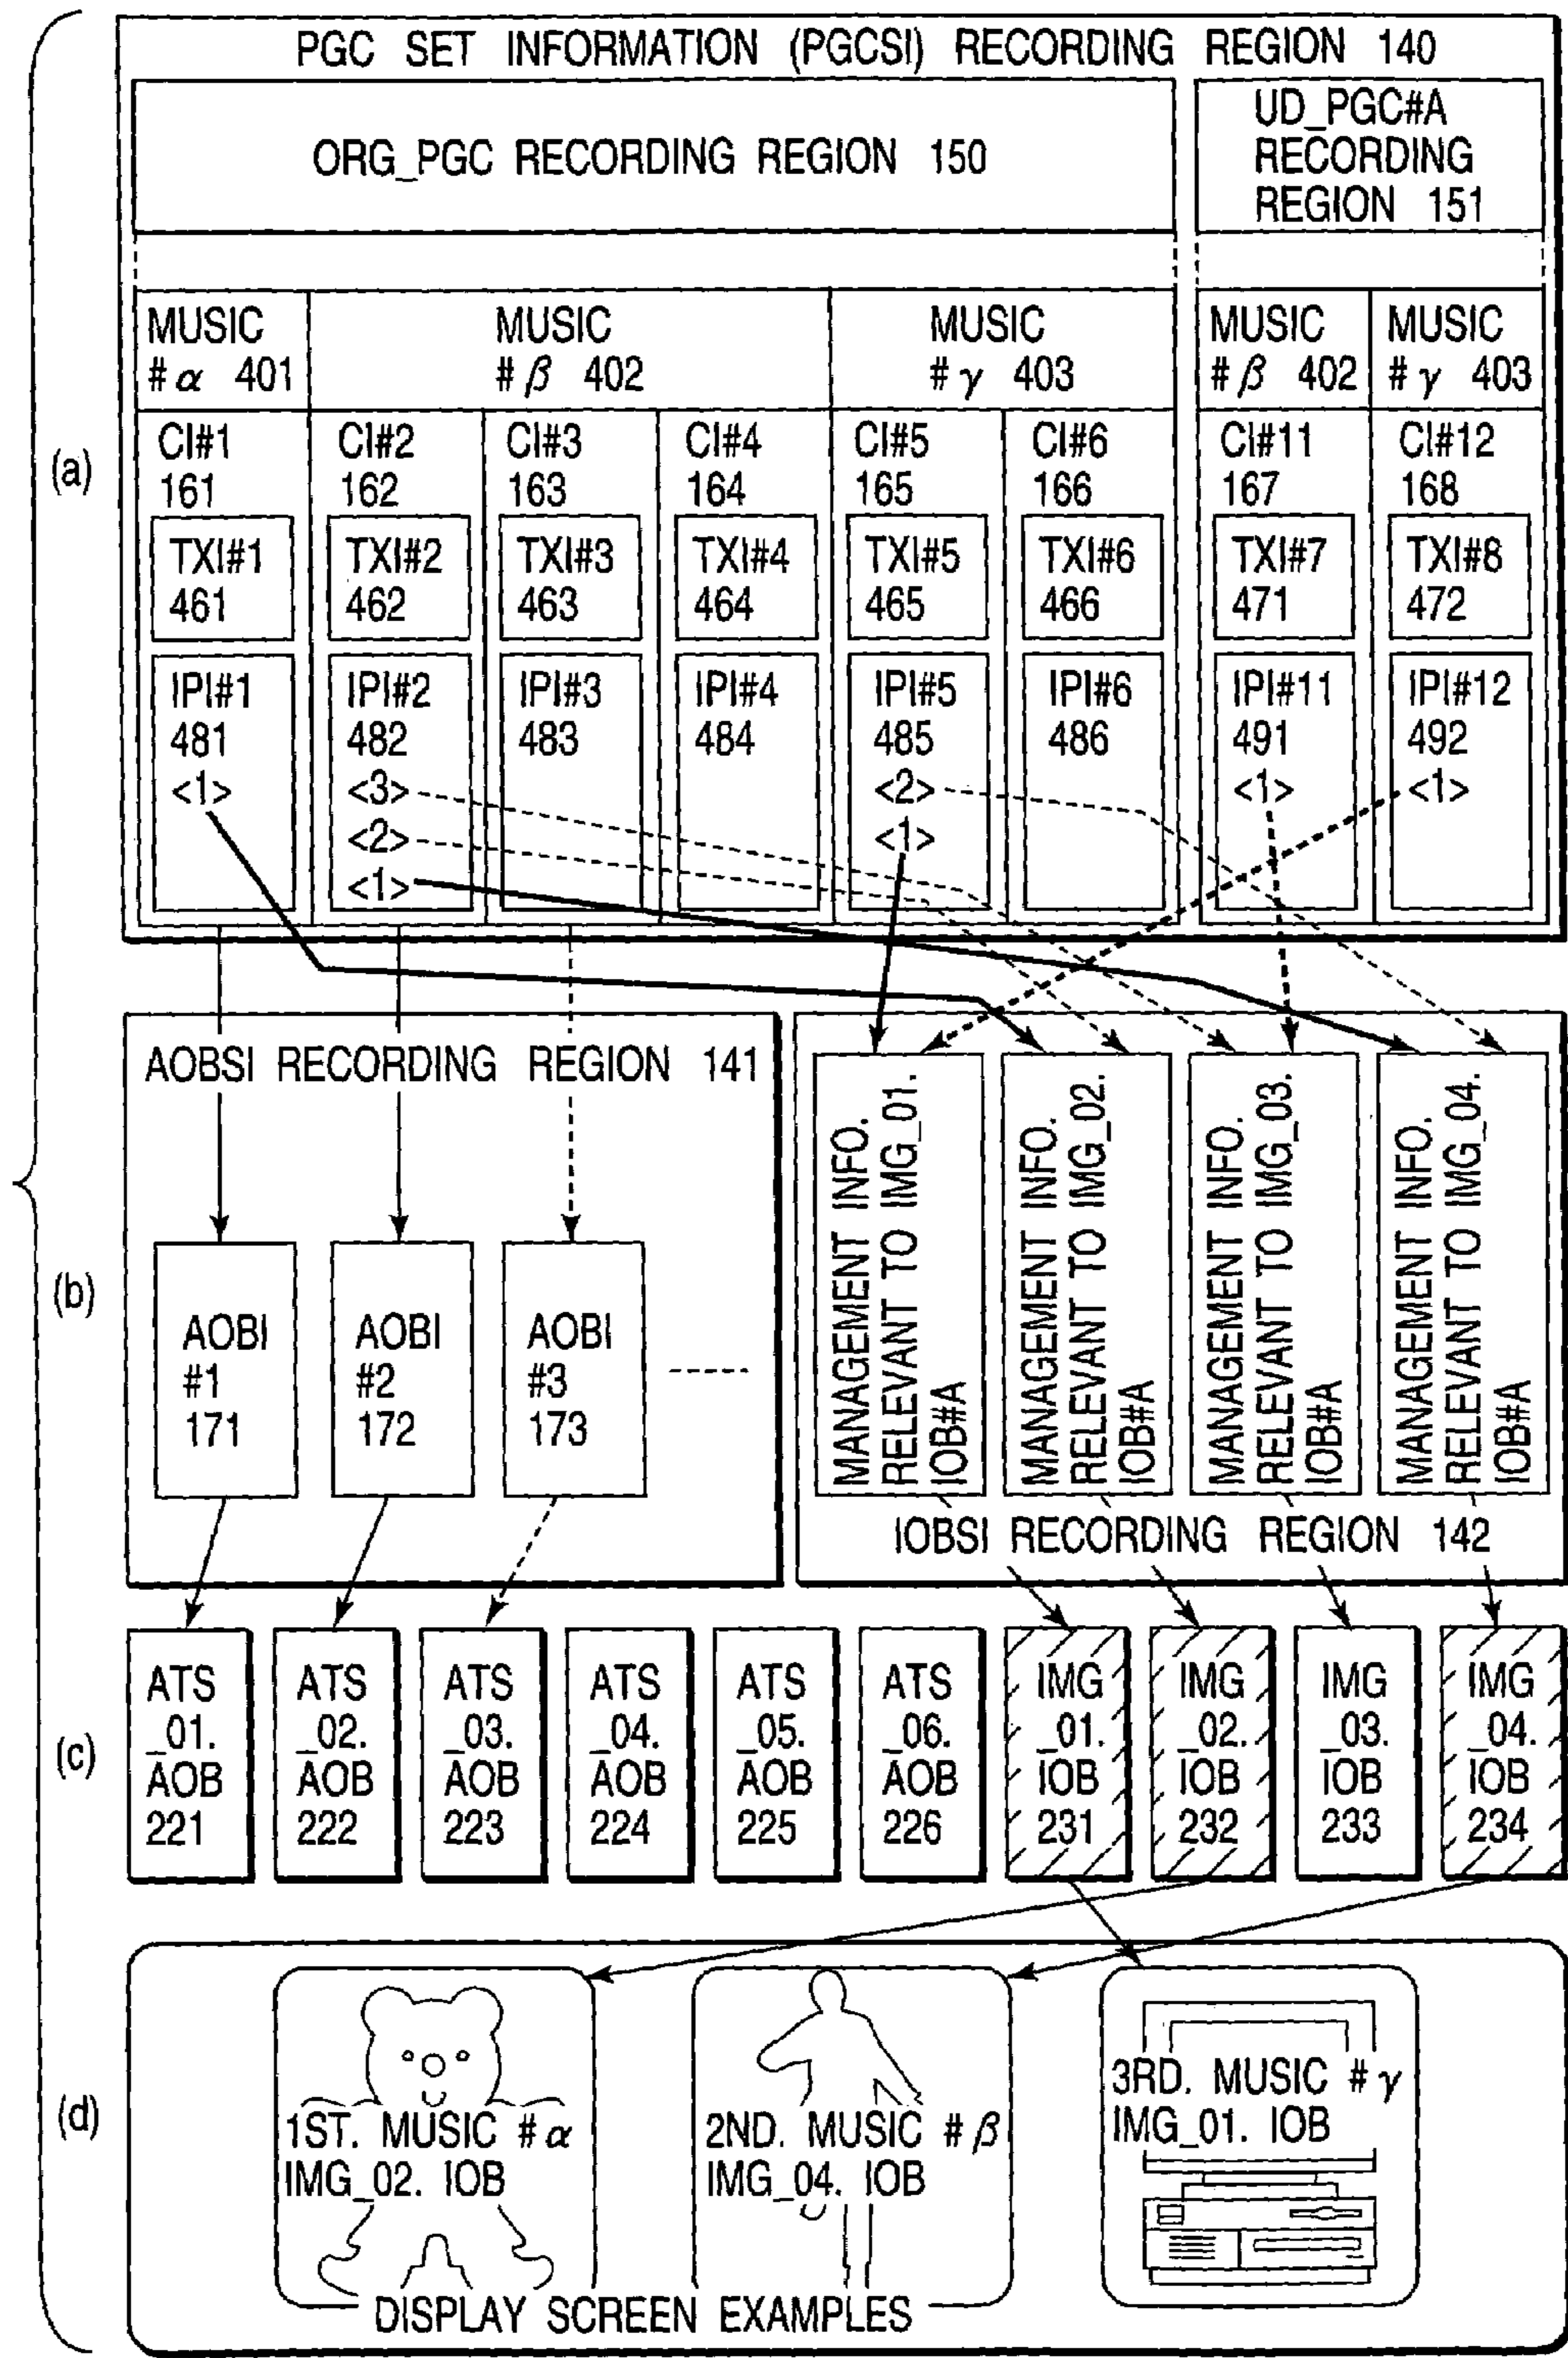 PGC SET INFORMATION (PGCSI) RECORDING REGION 140
ORG_PGC RECORDING REGION 150
UD_PGC#A
RECORDING
REGION 151
(a)
MUSIC
#α 401
MUSIC
#β 402
MUSIC
#γ 403
MUSIC
#β 402
MUSIC
#γ 403
CI#1
161
CI#2
162
CI#3
163
CI#4
164
CI#5
165
CI#6
166
CI#11
167
CI#12
168
TXI#1
461
TXI#2
462
TXI#3
463
TXI#4
464
TXI#5
465
TXI#6
466
TXI#7
471
TXI#8
472
IPI#1
481
<1>
IPI#2
482
<3>
<2>
<1>
IPI#3
483
IPI#4
484
IPI#5
485
<2>
<1>
IPI#6
486
IPI#11
491
<1>
IPI#12
492
<1>
(b)
AOBSI RECORDING REGION 141
AOBI
#1
171
AOBI
#2
172
AOBI
#3
173
MANAGEMENT INFO.
RELEVANT TO IMG_01.
IOB#A
MANAGEMENT INFO.
RELEVANT TO IMG_02.
IOB#A
MANAGEMENT INFO.
RELEVANT TO IMG_03.
IOB#A
MANAGEMENT INFO.
RELEVANT TO IMG_04.
IOB#A
IOBSI RECORDING REGION 142
(c)
ATS
_01.
AOB
221
ATS
_02.
AOB
222
ATS
_03.
AOB
223
ATS
_04.
AOB
224
ATS
_05.
AOB
225
ATS
_06.
AOB
226
IMG
_01.
IOB
231
IMG
_02.
IOB
232
IMG
_03.
IOB
233
IMG
_04.
IOB
234
(d)
1ST. MUSIC #α
IMG_02. IOB
2ND. MUSIC #β
IMG_04. IOB
3RD. MUSIC #γ
IMG_01. IOB
DISPLAY SCREEN EXAMPLES